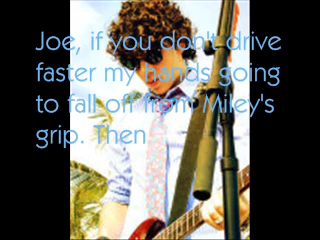 Joe, if you don't drive
faster my hands going
to fall off from Miley's
grip. Then